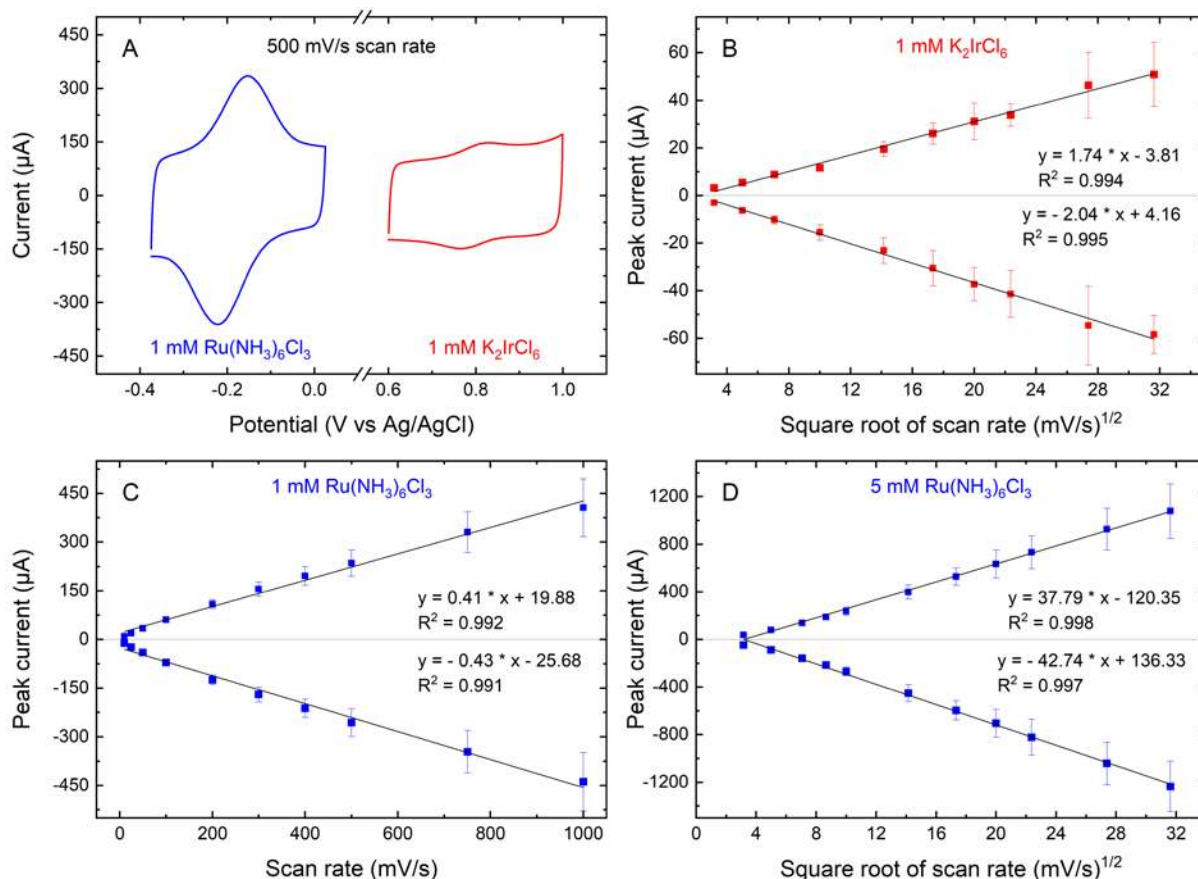 A
500 mV/s scan rate
450
300
150
0
-150
-300
-450
Current (µA)
1 mM Ru(NH₃)₆Cl₃
1 mM K₂IrCl₆
-0.4
-0.2
0.0
0.6
0.8
1.0
Potential (V vs Ag/AgCl)
B
1 mM K₂IrCl₆
60
40
20
0
-20
-40
-60
Peak current (µA)
y = 1.74 * x - 3.81
R² = 0.994
y = - 2.04 * x + 4.16
R² = 0.995
4
8
12
16
20
24
28
32
Square root of scan rate (mV/s)^1/2
C
1 mM Ru(NH₃)₆Cl₃
450
300
150
0
-150
-300
-450
Peak current (µA)
y = 0.41 * x + 19.88
R² = 0.992
y = - 0.43 * x - 25.68
R² = 0.991
0
200
400
600
800
1000
Scan rate (mV/s)
D
5 mM Ru(NH₃)₆Cl₃
1200
800
400
0
-400
-800
-1200
Peak current (µA)
y = 37.79 * x - 120.35
R² = 0.998
y = - 42.74 * x + 136.33
R² = 0.997
0
4
8
12
16
20
24
28
32
Square root of scan rate (mV/s)^1/2